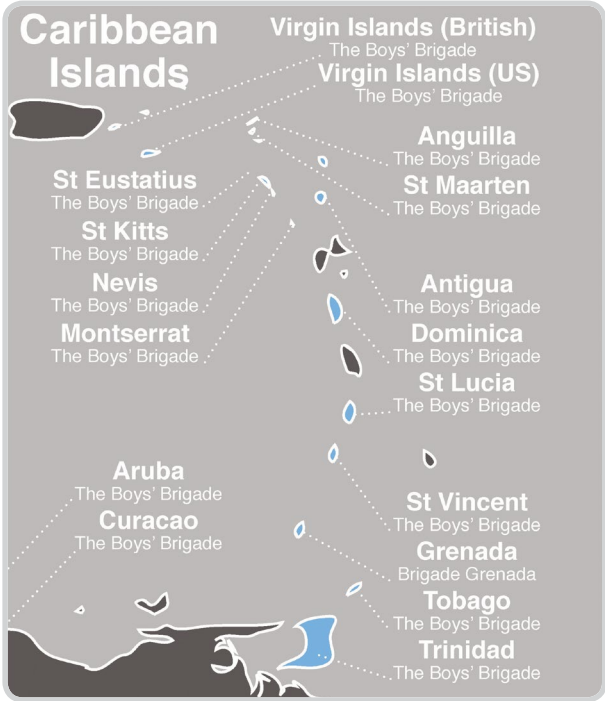 Caribbean
Islands
Virgin Islands (British)
The Boys' Brigade
Virgin Islands (US)
The Boys' Brigade
Anguilla
The Boys' Brigade
St Maarten
The Boys' Brigade
St Eustatius
The Boys' Brigade
St Kitts
The Boys' Brigade
Nevis
The Boys' Brigade
Montserrat
The Boys' Brigade
Antigua
The Boys' Brigade
Dominica
The Boys' Brigade
St Lucia
The Boys' Brigade
Aruba
The Boys' Brigade
Curacao
The Boys' Brigade
St Vincent
The Boys' Brigade
Grenada
Brigade Grenada
Tobago
The Boys' Brigade
Trinidad
The Boys' Brigade